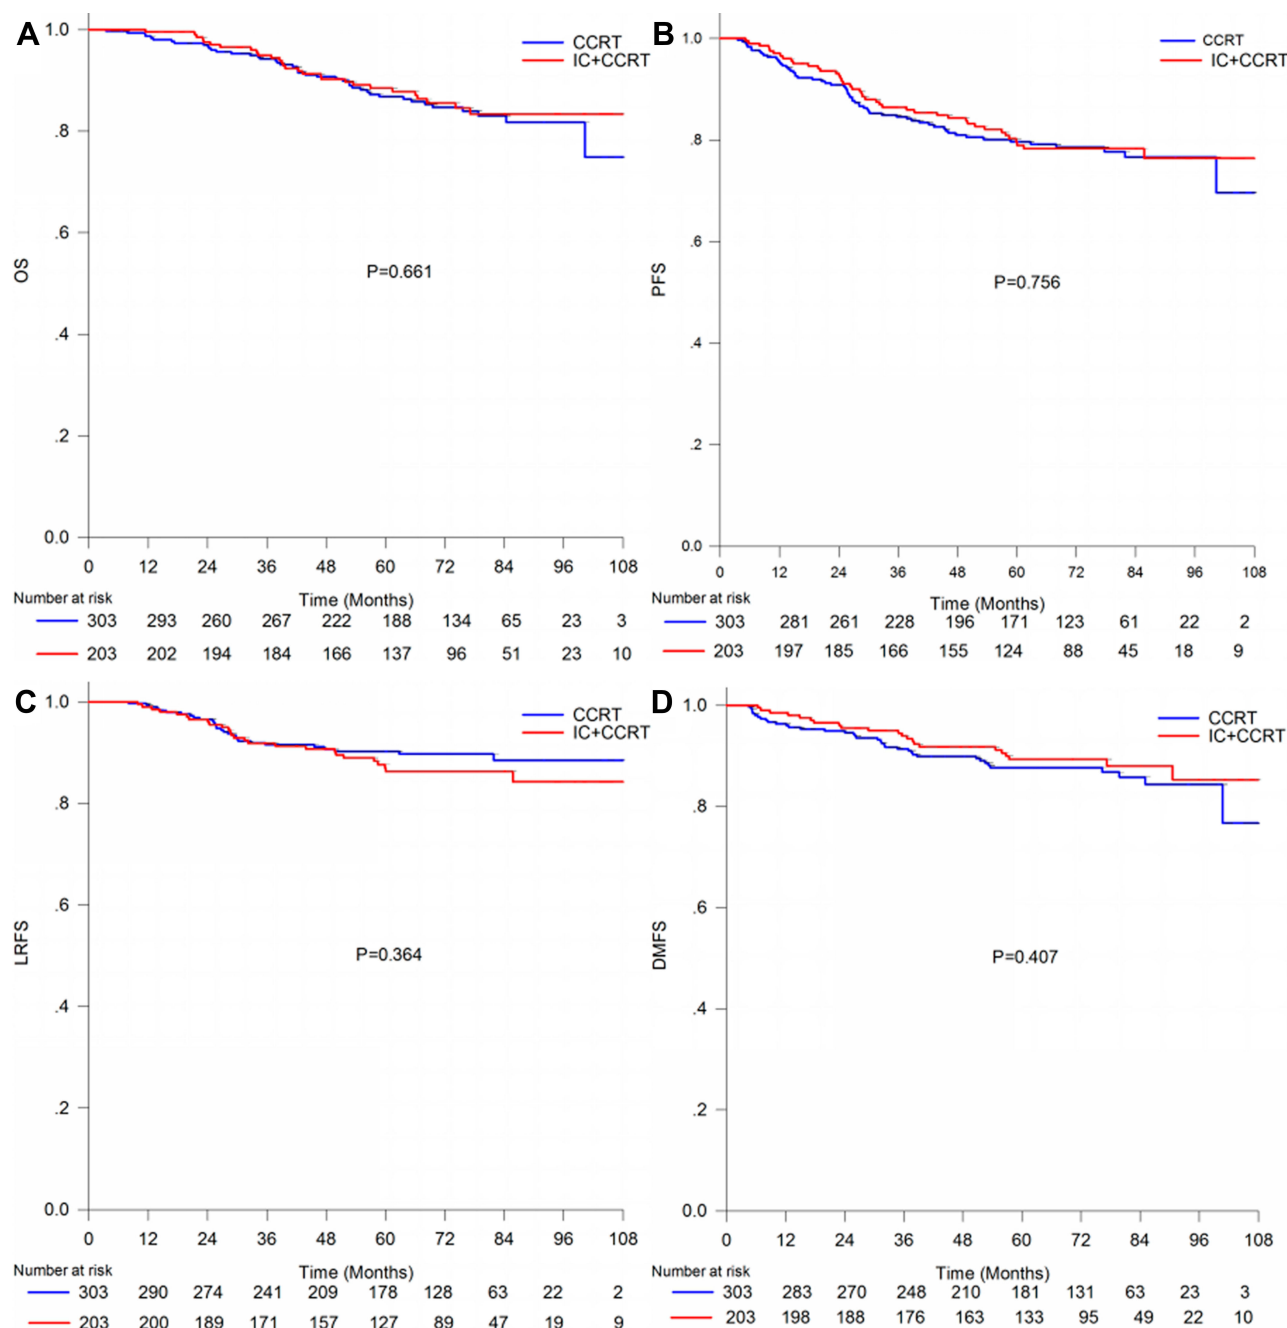 A
CCRT
IC+CCRT
1.0
.8
.6
.4
.2
0.0
OS
P=0.661
0 12 24 36 48 60 72 84 96 108
Number at risk
Time (Months)
303 293 260 267 222 188 134 65 23 3
203 202 194 184 166 137 96 51 23 10
B
CCRT
IC+CCRT
1.0
.8
.6
.4
.2
0.0
PFS
P=0.756
0 12 24 36 48 60 72 84 96 108
Number at risk
Time (Months)
303 281 261 228 196 171 123 61 22 2
203 197 185 166 155 124 88 45 18 9
C
CCRT
IC+CCRT
1.0
.8
.6
.4
.2
0.0
LRFS
P=0.364
0 12 24 36 48 60 72 84 96 108
Number at risk
Time (Months)
303 290 274 241 209 178 128 63 22 2
203 200 189 171 157 127 89 47 19 9
D
CCRT
IC+CCRT
1.0
.8
.6
.4
.2
0.0
DMFS
P=0.407
0 12 24 36 48 60 72 84 96 108
Number at risk
Time (Months)
303 283 270 248 210 181 131 63 23 3
203 198 188 176 163 133 95 49 22 10